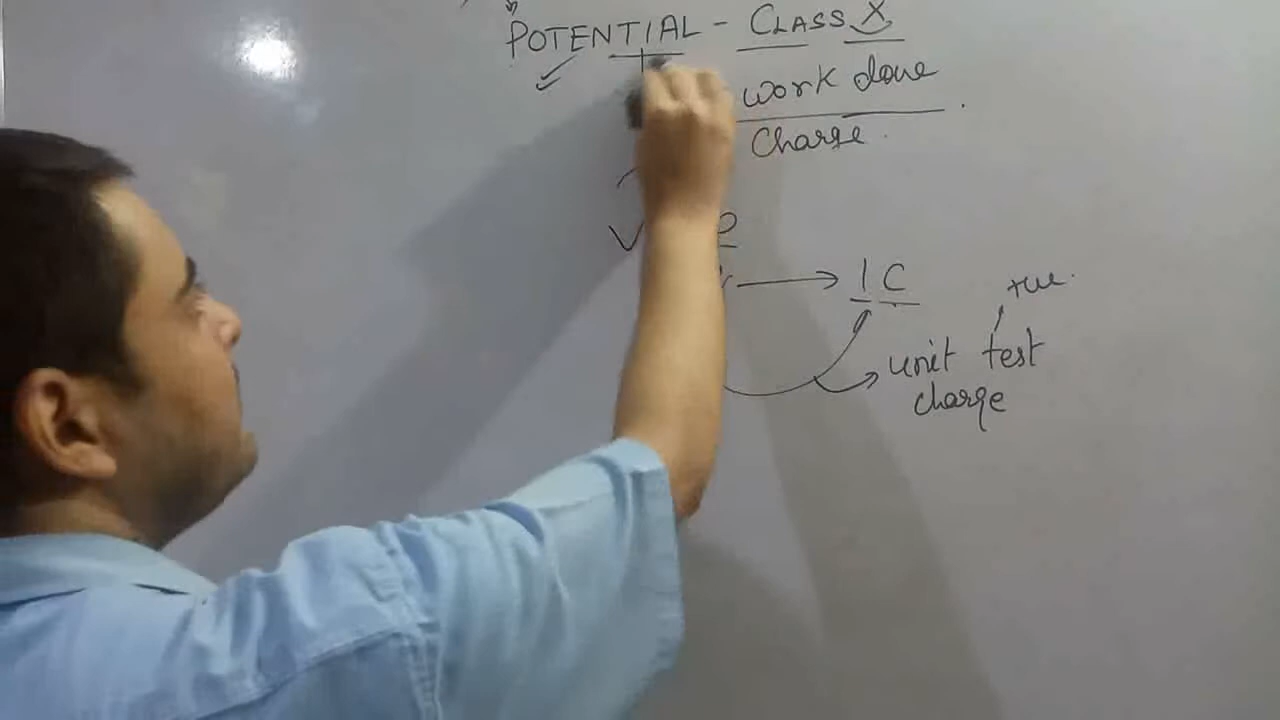 POTENTIAL - CLASS X
work done
Charge.
V
1 C
+ve.
unit test
charge